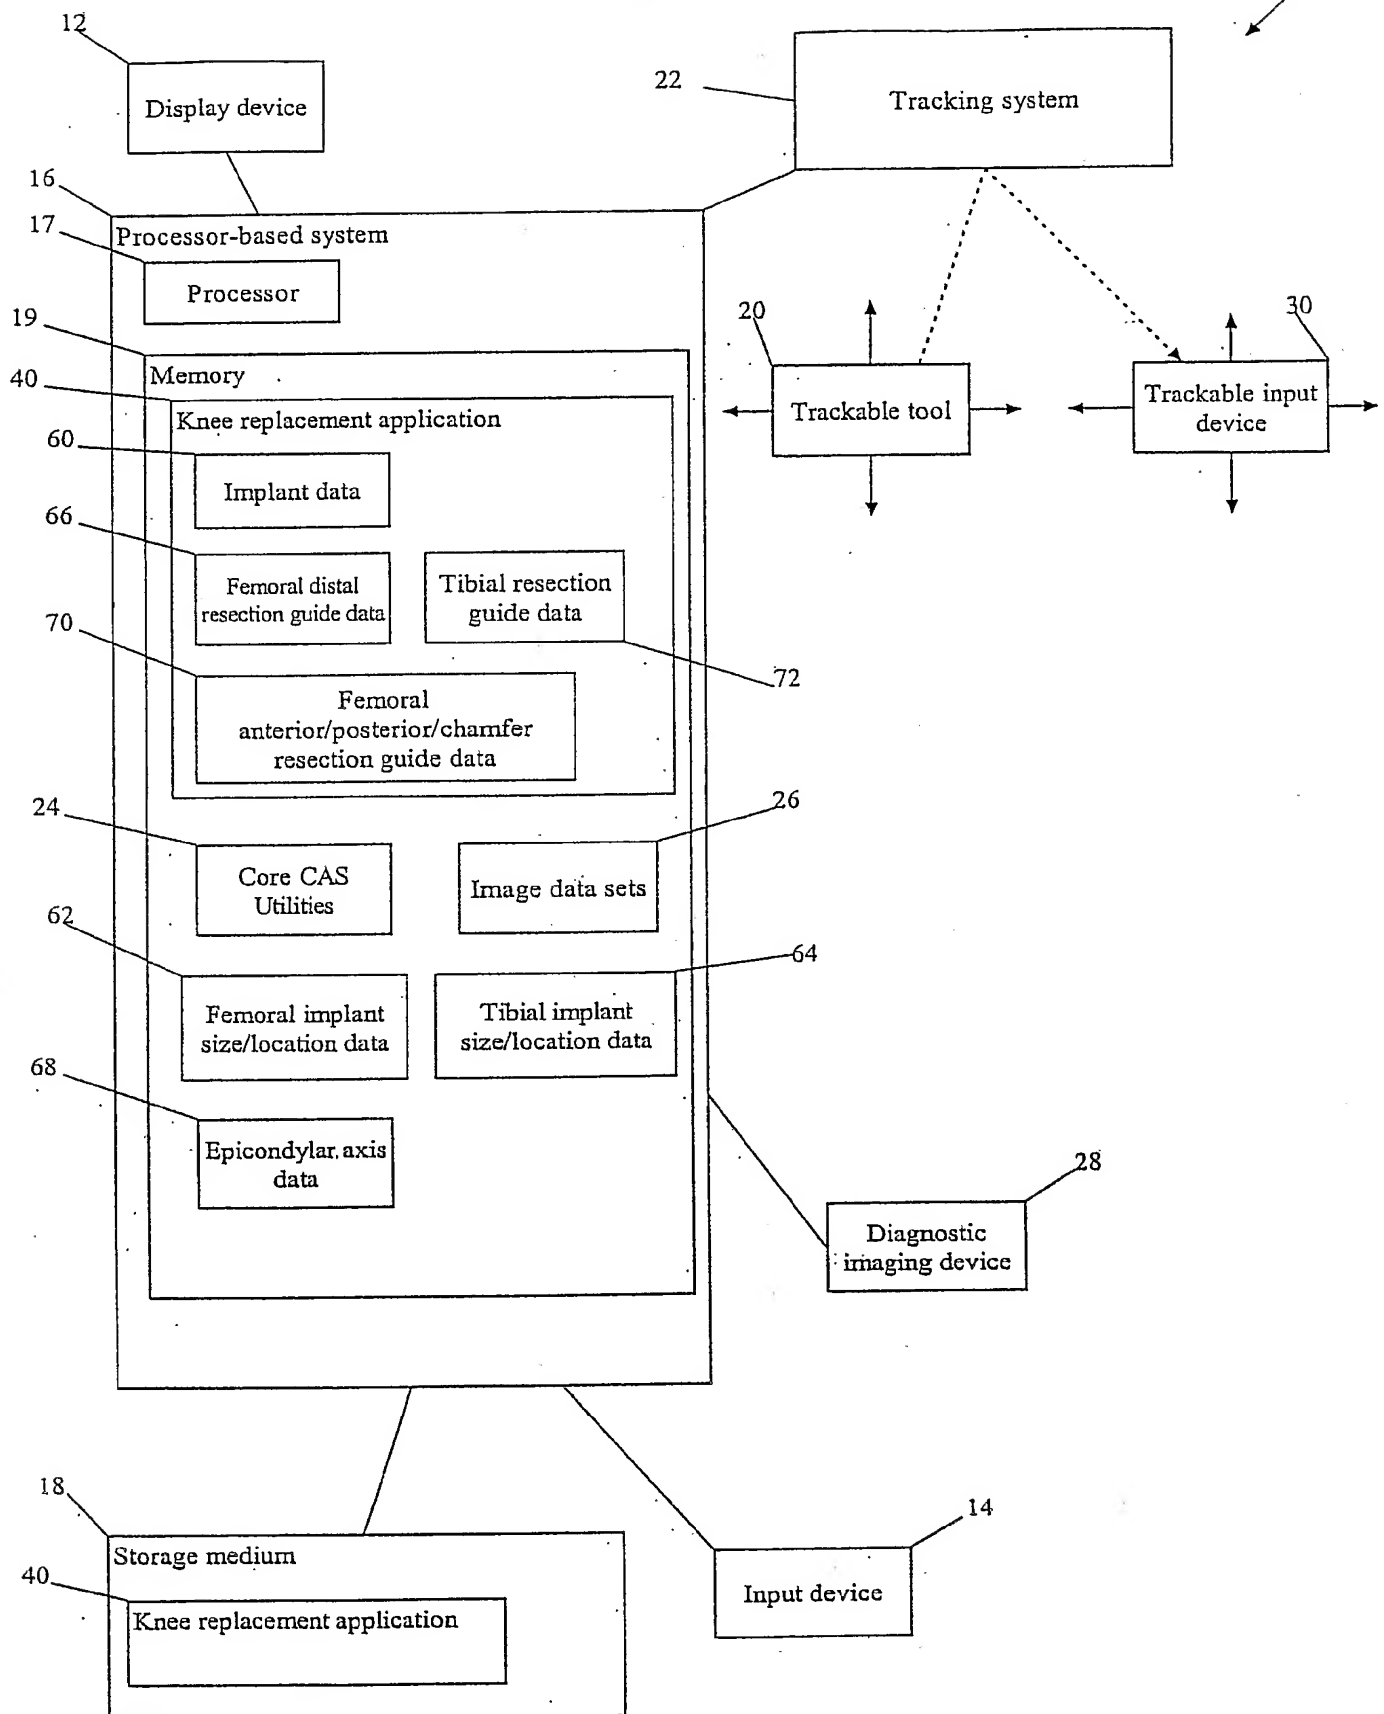 12
Display device
22
Tracking system
16
Processor-based system
17
Processor
19
Memory
40
Knee replacement application
60
Implant data
66
Femoral distal
resection guide data
Tibial resection
guide data
72
70
Femoral
anterior/posterior/chamfer
resection guide data
20
Trackable tool
30
Trackable input
device
24
Core CAS
Utilities
26
Image data sets
62
Femoral implant
size/location data
64
Tibial implant
size/location data
68
Epicondylar axis
data
28
Diagnostic
imaging device
18
Storage medium
40
Knee replacement application
14
Input device